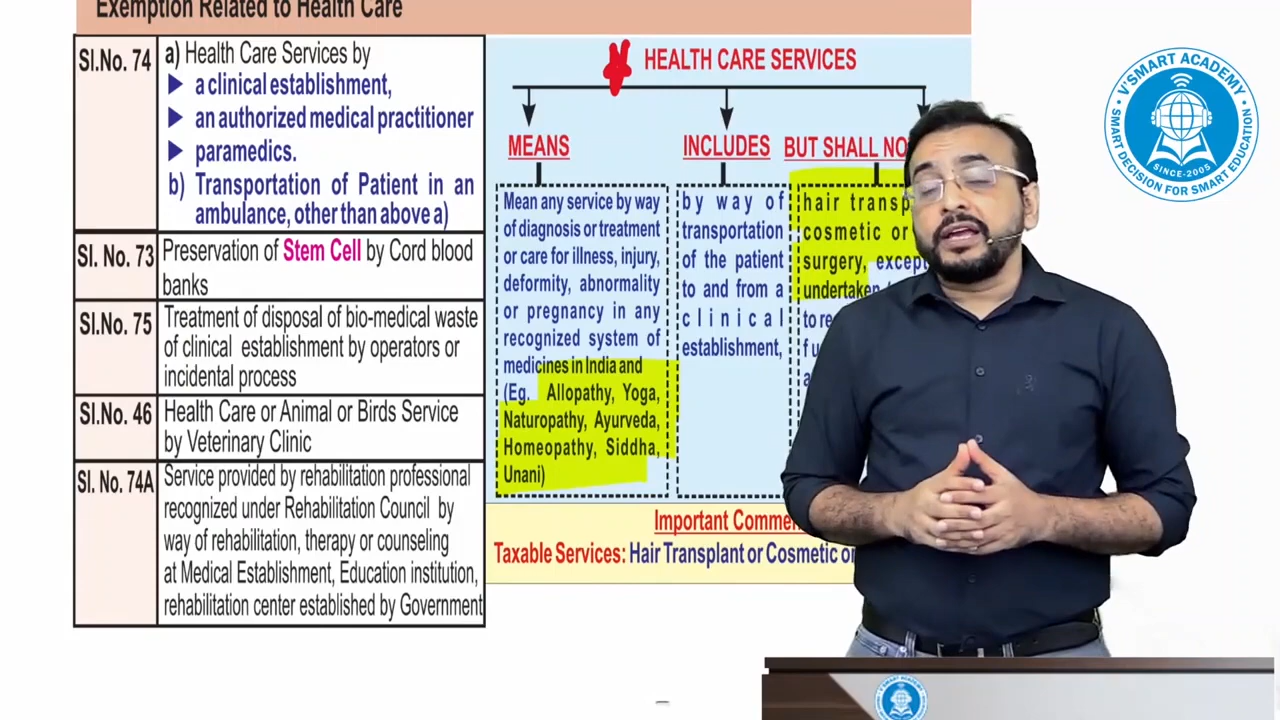 Exemption Related to Health Care
Sl.No. 74
a) Health Care Services by
a clinical establishment,
an authorized medical practitioner
paramedics.
b) Transportation of Patient in an
ambulance, other than above a)
Sl. No. 73
Preservation of Stem Cell by Cord blood
banks
Sl.No. 75
Treatment of disposal of bio-medical waste
of clinical establishment by operators or
incidental process
Sl.No. 46
Health Care or Animal or Birds Service
by Veterinary Clinic
Sl. No. 74A
Service provided by rehabilitation professional
recognized under Rehabilitation Council by
way of rehabilitation, therapy or counseling
at Medical Establishment, Education institution,
rehabilitation center established by Government
HEALTH CARE SERVICES
MEANS
Mean any service by way
of diagnosis or treatment
or care for illness, injury,
deformity, abnormality
or pregnancy in any
recognized system of
medicines in India and
(Eg. Allopathy, Yoga,
Naturopathy, Ayurveda,
Homeopathy, Siddha,
Unani)
INCLUDES
by way of
transportation
of the patient
to and from a
clinical
establishment,
BUT SHALL
hair
cosmetic or
surgery,
undertaken
to
Important
Taxable Services: Hair Transplant or Cosmetic
V'SMART ACADEMY
SINCE-2005
SMART DECISION FOR SMART EDUCATION